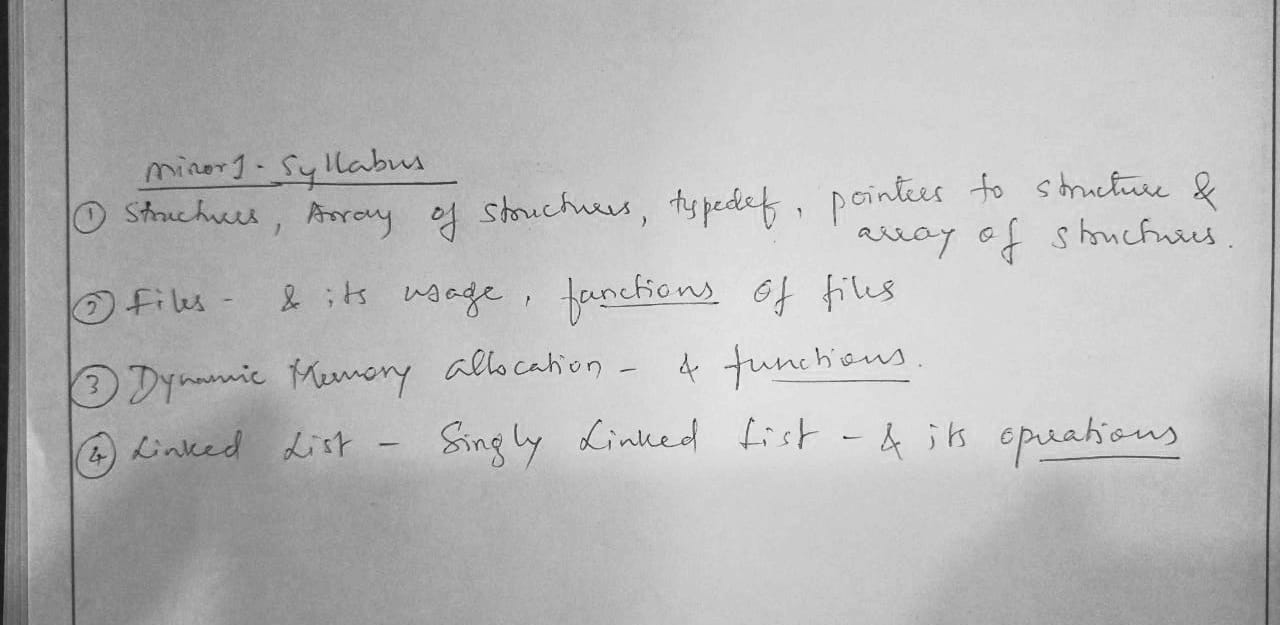 minor 1 - Syllabus
① Structures, Array of structures, typedef, pointers to structure &
array of structures.
② Files - & its usage, functions of files
③ Dynamic Memory allocation - & functions.
④ Linked List - Singly Linked List - & its operations